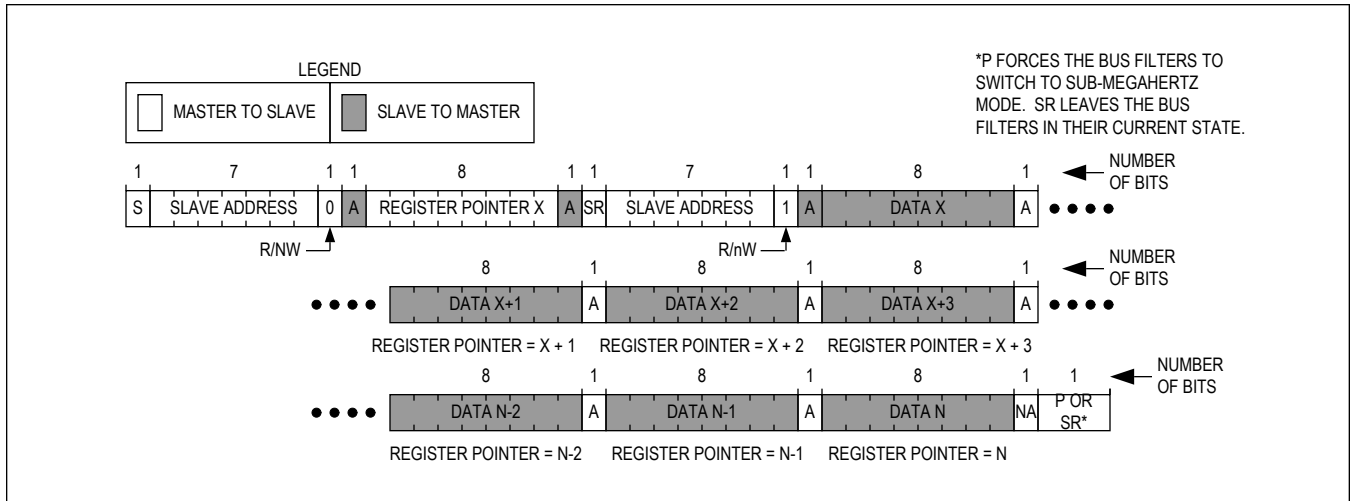 LEGEND
MASTER TO SLAVE SLAVE TO MASTER
*P FORCES THE BUS FILTERS TO
SWITCH TO SUB-MEGAHERTZ
MODE. SR LEAVES THE BUS
FILTERS IN THEIR CURRENT STATE.
1 7 1 1 8 1 1 7 1 1 8 1 NUMBER
OF BITS
S SLAVE ADDRESS 0 A REGISTER POINTER X A SR SLAVE ADDRESS 1 A DATA X A
R/NW R/nW
8 1 8 1 8 1 NUMBER
OF BITS
DATA X+1 A DATA X+2 A DATA X+3 A
REGISTER POINTER = X + 1 REGISTER POINTER = X + 2 REGISTER POINTER = X + 3
8 1 8 1 8 1 1 NUMBER
OF BITS
DATA N-2 A DATA N-1 A DATA N NA P OR
SR*
REGISTER POINTER = N-2 REGISTER POINTER = N-1 REGISTER POINTER = N